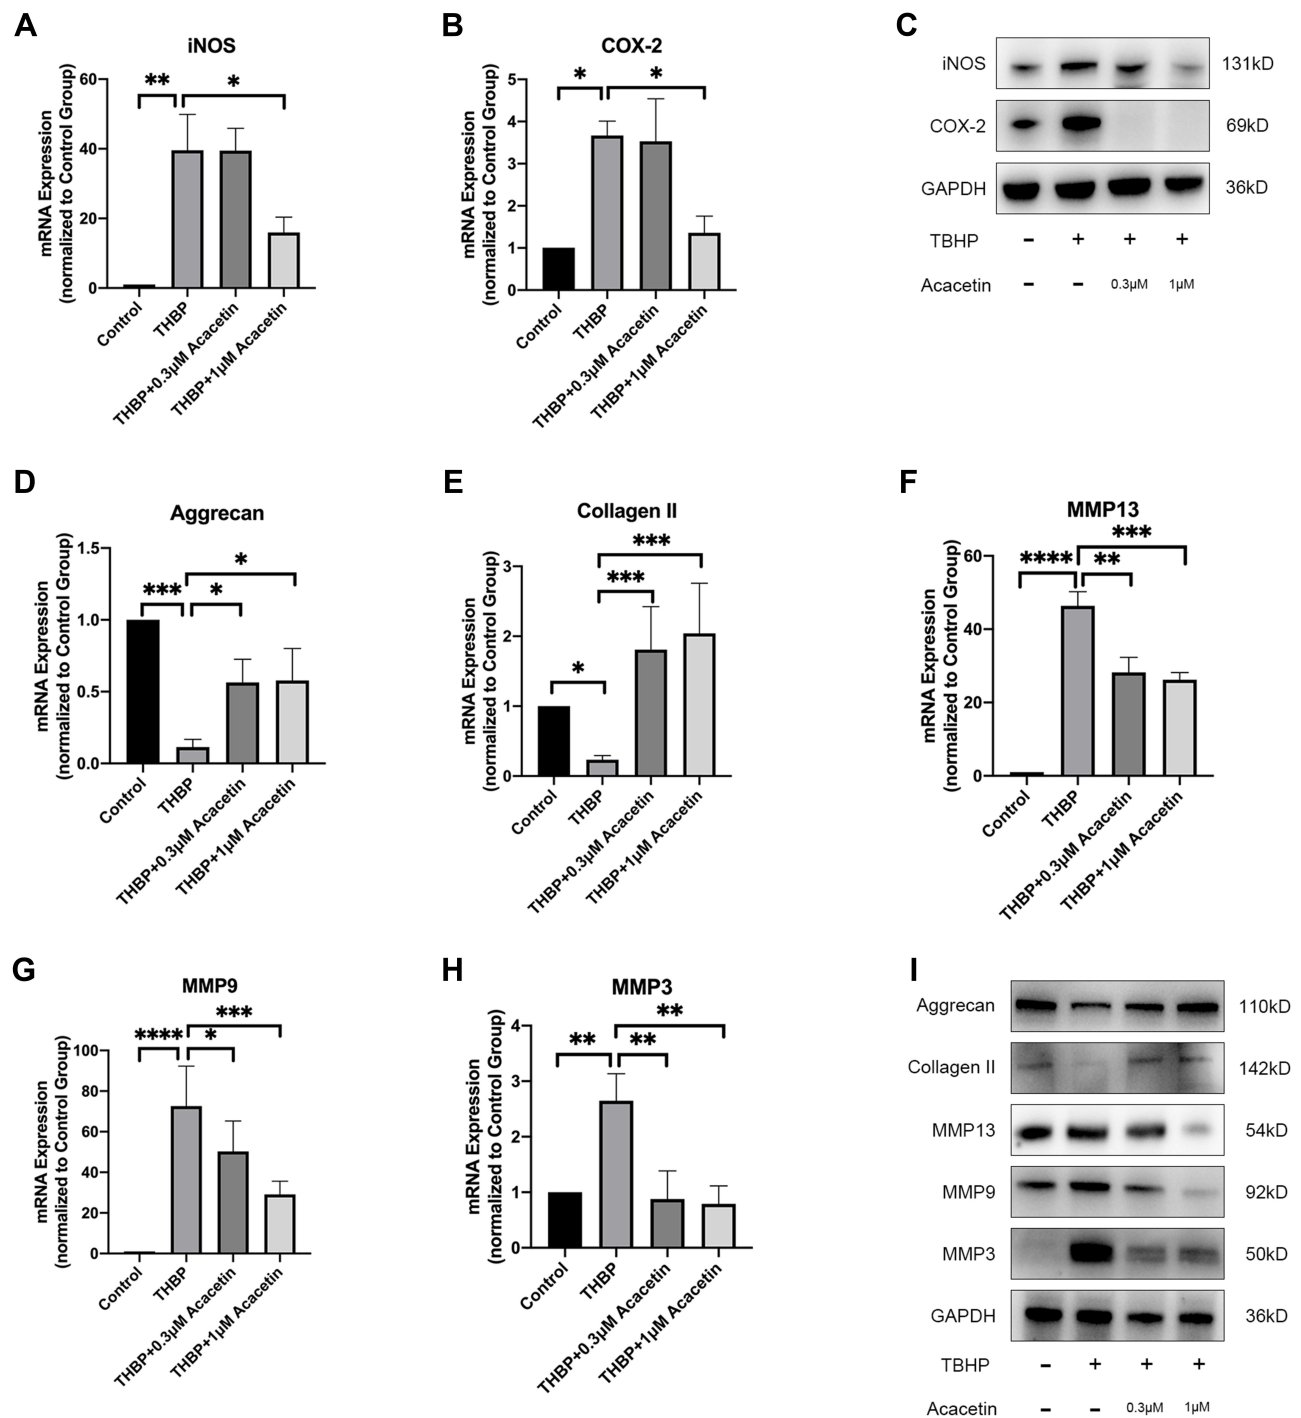 A
iNOS
mRNA Expression
(normalized to Control Group)
60
40
20
0
**
*
Control
THBP
THBP+0.3μM Acacetin
THBP+1μM Acacetin
B
COX-2
mRNA Expression
(normalized to Control Group)
5
4
3
2
1
0
*
*
Control
THBP
THBP+0.3μM Acacetin
THBP+1μM Acacetin
C
iNOS 131kD
COX-2 69kD
GAPDH 36kD
TBHP - + + +
Acacetin - - 0.3μM 1μM
D
Aggrecan
mRNA Expression
(normalized to Control Group)
1.5
1.0
0.5
0.0
*
***
*
Control
THBP
THBP+0.3μM Acacetin
THBP+1μM Acacetin
E
Collagen II
mRNA Expression
(normalized to Control Group)
3
2
1
0
***
***
*
Control
THBP
THBP+0.3μM Acacetin
THBP+1μM Acacetin
F
MMP13
mRNA Expression
(normalized to Control Group)
60
40
20
0
***
****
**
Control
THBP
THBP+0.3μM Acacetin
THBP+1μM Acacetin
G
MMP9
mRNA Expression
(normalized to Control Group)
100
80
60
40
20
0
***
****
*
Control
THBP
THBP+0.3μM Acacetin
THBP+1μM Acacetin
H
MMP3
mRNA Expression
(normalized to Control Group)
4
3
2
1
0
**
**
**
Control
THBP
THBP+0.3μM Acacetin
THBP+1μM Acacetin
I
Aggrecan 110kD
Collagen II 142kD
MMP13 54kD
MMP9 92kD
MMP3 50kD
GAPDH 36kD
TBHP - + + +
Acacetin - - 0.3μM 1μM